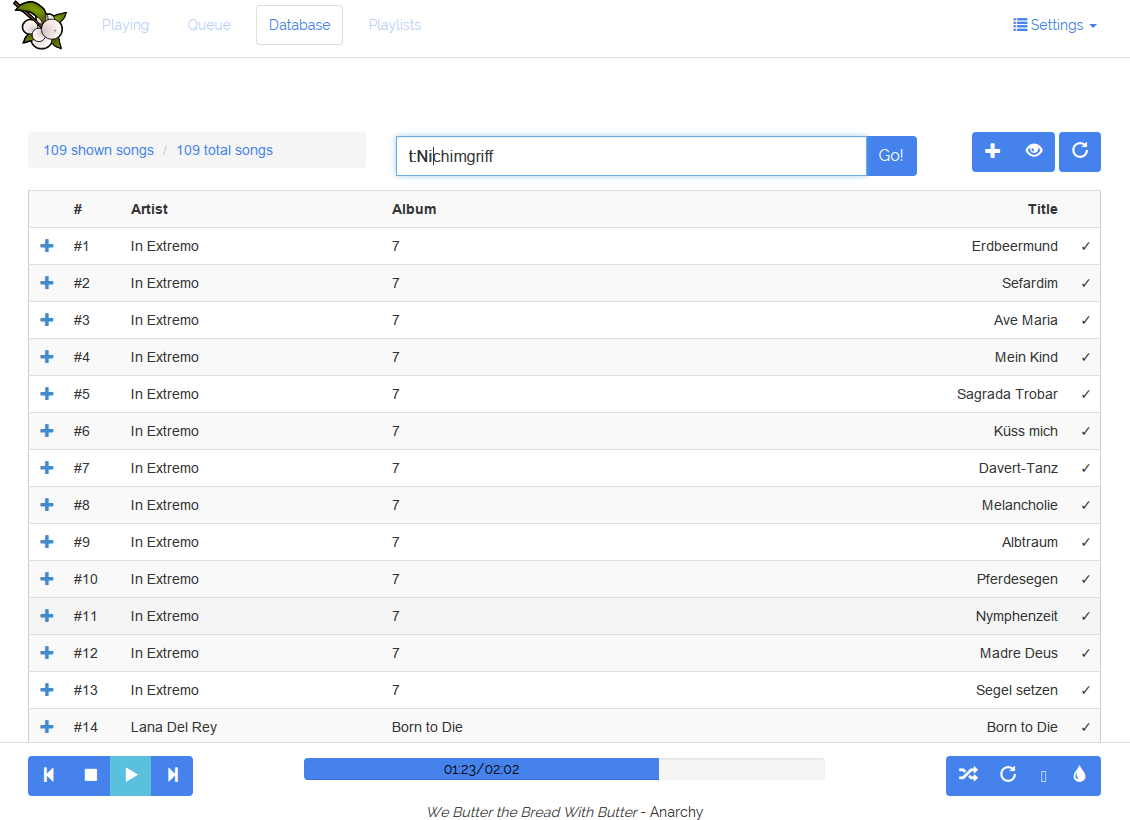 Playing Queue Database Playlists Settings
109 shown songs / 109 total songs t:Nichimgriff Go!
# Artist Album Title
#1 In Extremo 7 Erdbeermund ✓
#2 In Extremo 7 Sefardim ✓
#3 In Extremo 7 Ave Maria ✓
#4 In Extremo 7 Mein Kind ✓
#5 In Extremo 7 Sagrada Trobar ✓
#6 In Extremo 7 Küss mich ✓
#7 In Extremo 7 Davert-Tanz ✓
#8 In Extremo 7 Melancholie ✓
#9 In Extremo 7 Albtraum ✓
#10 In Extremo 7 Pferdesegen ✓
#11 In Extremo 7 Nymphenzeit ✓
#12 In Extremo 7 Madre Deus ✓
#13 In Extremo 7 Segel setzen ✓
#14 Lana Del Rey Born to Die Born to Die ✓
01:23/02:02
We Butter the Bread With Butter - Anarchy